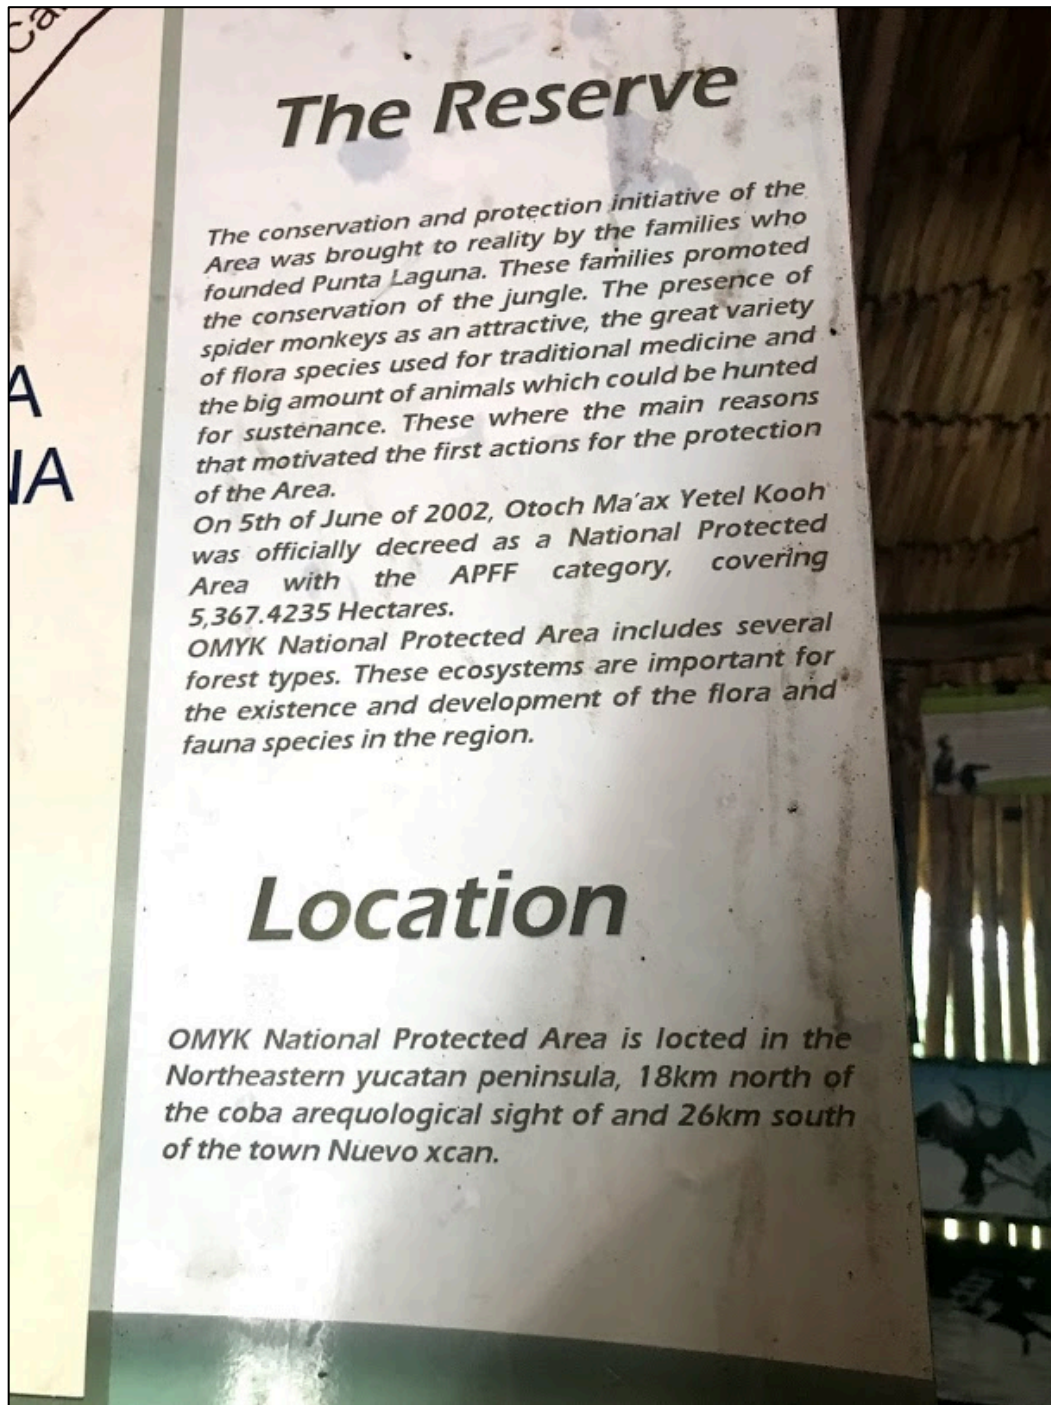 Ca
A
NA
The Reserve
The conservation and protection initiative of the
Area was brought to reality by the families who
founded Punta Laguna. These families promoted
the conservation of the jungle. The presence of
spider monkeys as an attractive, the great variety
of flora species used for traditional medicine and
the big amount of animals which could be hunted
for sustenance. These where the main reasons
that motivated the first actions for the protection
of the Area.
On 5th of June of 2002, Otoch Ma'ax Yetel Kooh
was officially decreed as a National Protected
Area with the APFF category, covering
5,367.4235 Hectares.
OMYK National Protected Area includes several
forest types. These ecosystems are important for
the existence and development of the flora and
fauna species in the region.
Location
OMYK National Protected Area is locted in the
Northeastern yucatan peninsula, 18km north of
the coba arequological sight of and 26km south
of the town Nuevo xcan.